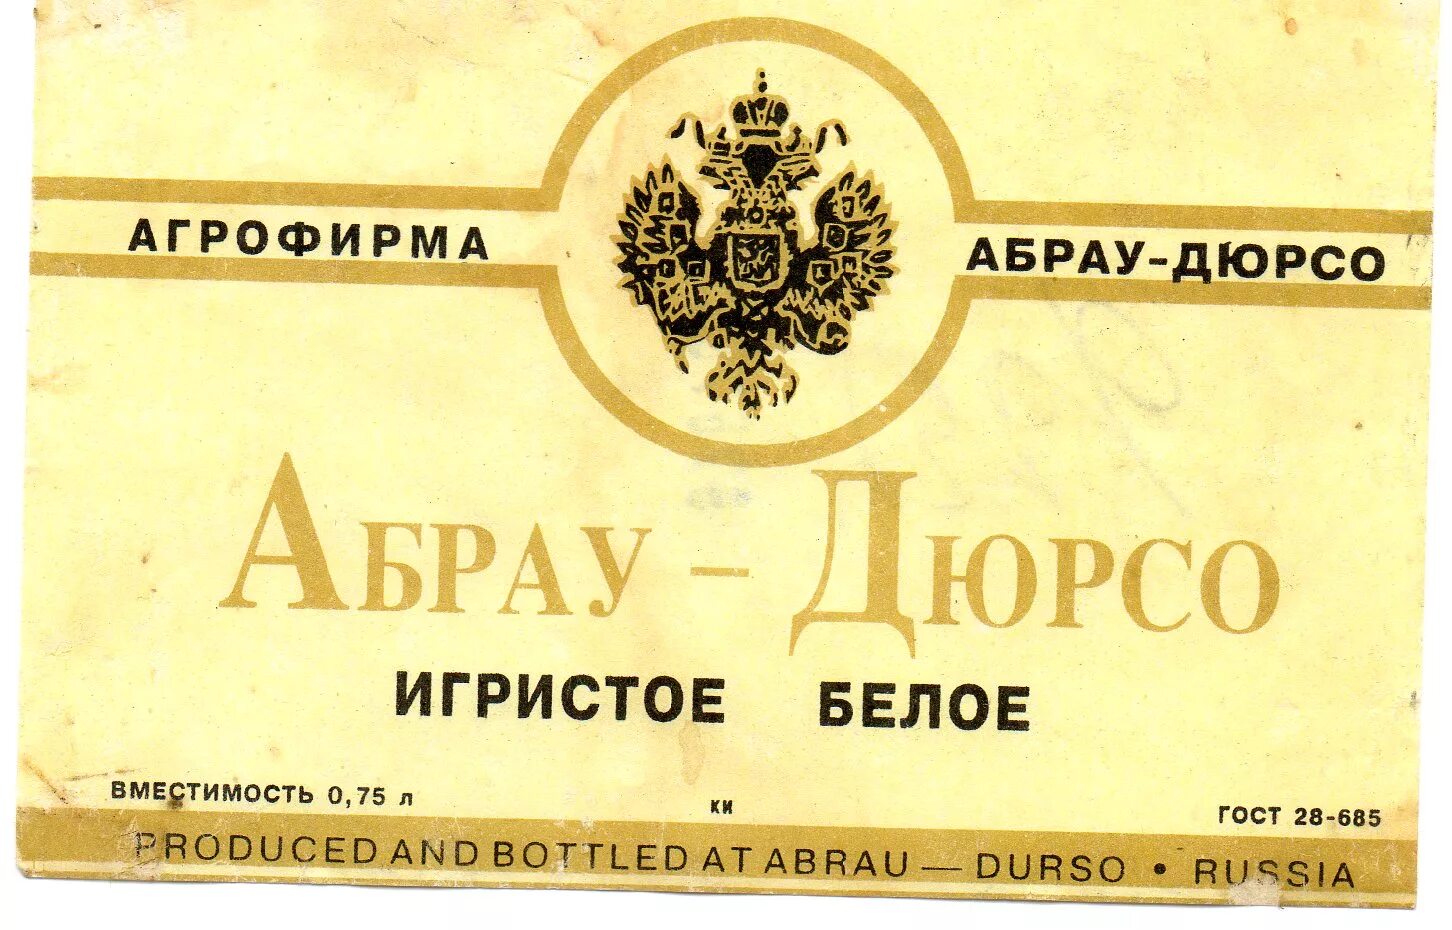 АГРОФИРМА АБРАУ-ДЮРСО
АБРАУ – ДЮРСО
ИГРИСТОЕ БЕЛОЕ
ВМЕСТИМОСТЬ 0,75 л КИ ГОСТ 28-685
PRODUCED AND BOTTLED AT ABRAU — DURSO • RUSSIA